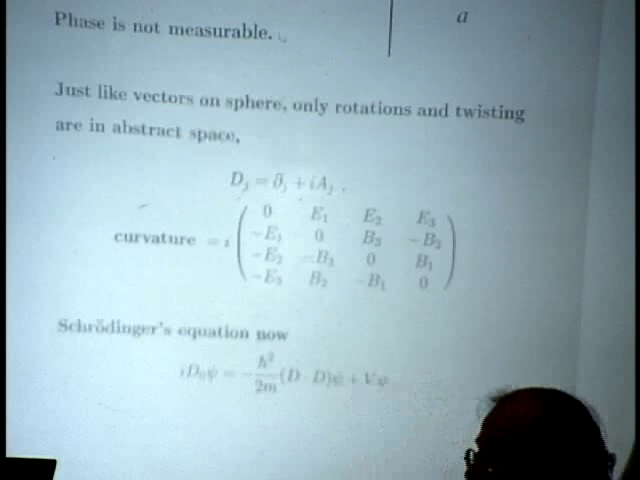 Phase is not measurable.
a
Just like vectors on sphere, only rotations and twisting
are in abstract space,
D_j = ∂_j + iA_j .
curvature = i ( 0 E_1 E_2 E_3
-E_1 0 B_3 -B_2
-E_2 -B_3 0 B_1
-E_3 B_2 -B_1 0 )
Schrödinger's equation now
iD_0ψ = -ħ²/2m (D · D)ψ + Vψ